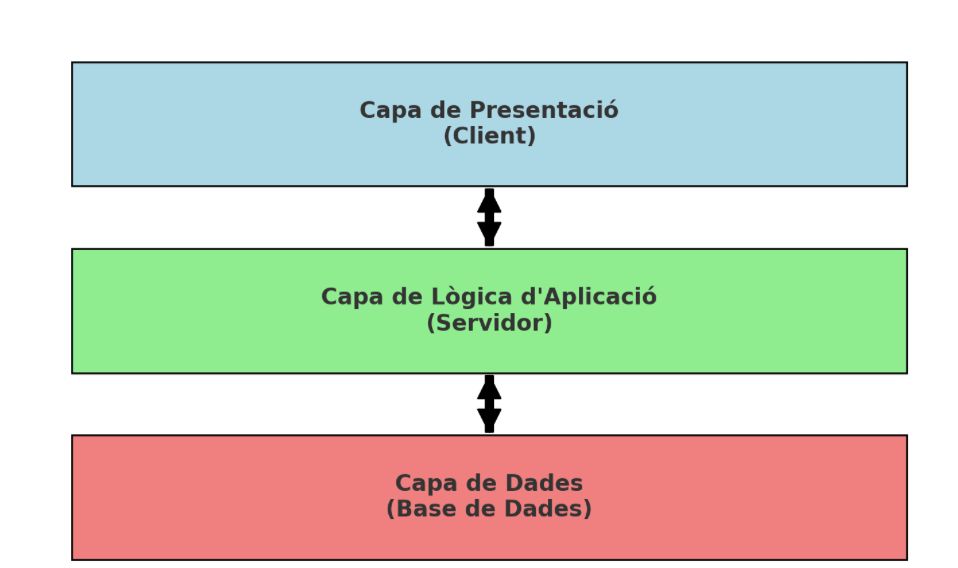 Capa de Presentació
(Client)
Capa de Lògica d'Aplicació
(Servidor)
Capa de Dades
(Base de Dades)